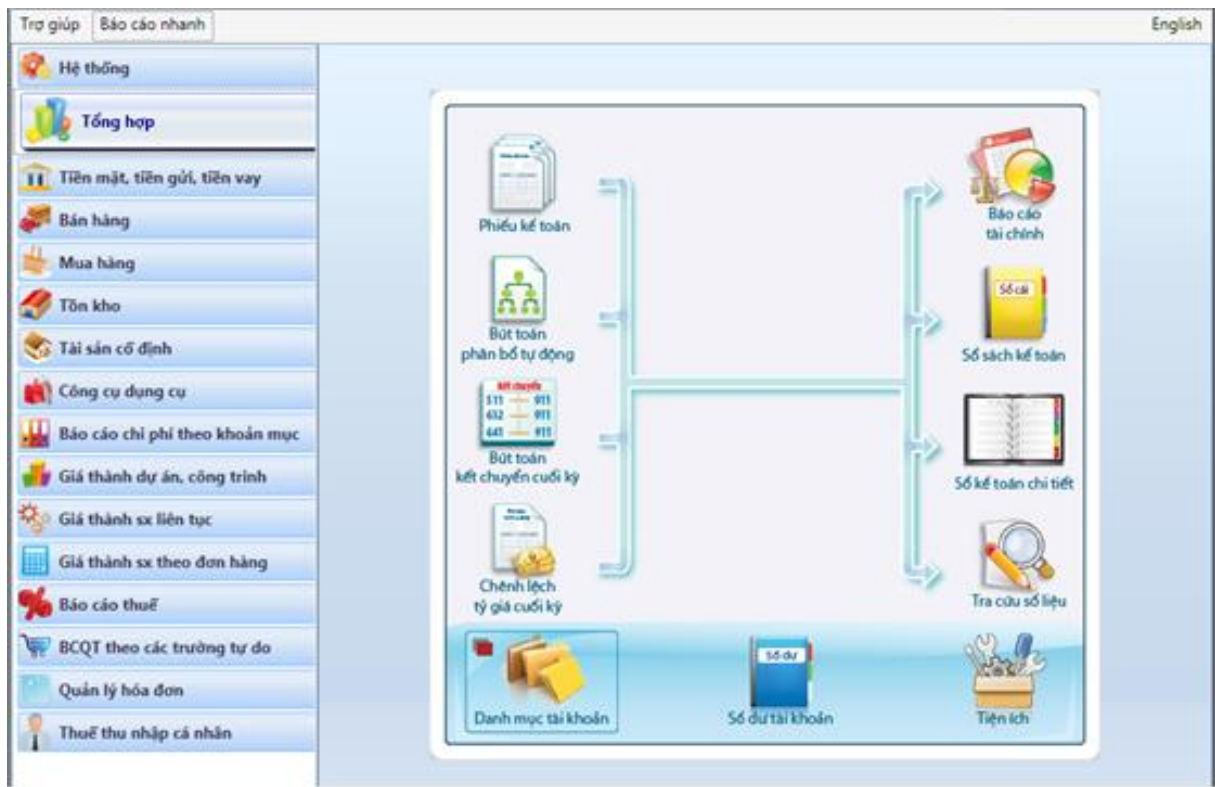 Trợ giúp
Báo cáo nhanh
English
Hệ thống
Tổng hợp
Tiền mặt, tiền gửi, tiền vay
Bán hàng
Mua hàng
Tồn kho
Tài sản cố định
Công cụ dụng cụ
Báo cáo chi phí theo khoản mục
Giá thành dự án, công trình
Giá thành sx liên tục
Giá thành sx theo đơn hàng
Báo cáo thuế
BCQT theo các trường tự do
Quản lý hóa đơn
Thuế thu nhập cá nhân
Phiếu kế toán
Bút toán
phân bổ tự động
kết chuyển
511 911
632 911
641 911
Bút toán
kết chuyển cuối kỳ
Chênh lệch
tỷ giá cuối kỳ
Báo cáo
tài chính
Sổ cái
Sổ sách kế toán
Sổ kế toán chi tiết
Tra cứu số liệu
Danh mục tài khoản
Số dư
Số dư tài khoản
Tiện ích